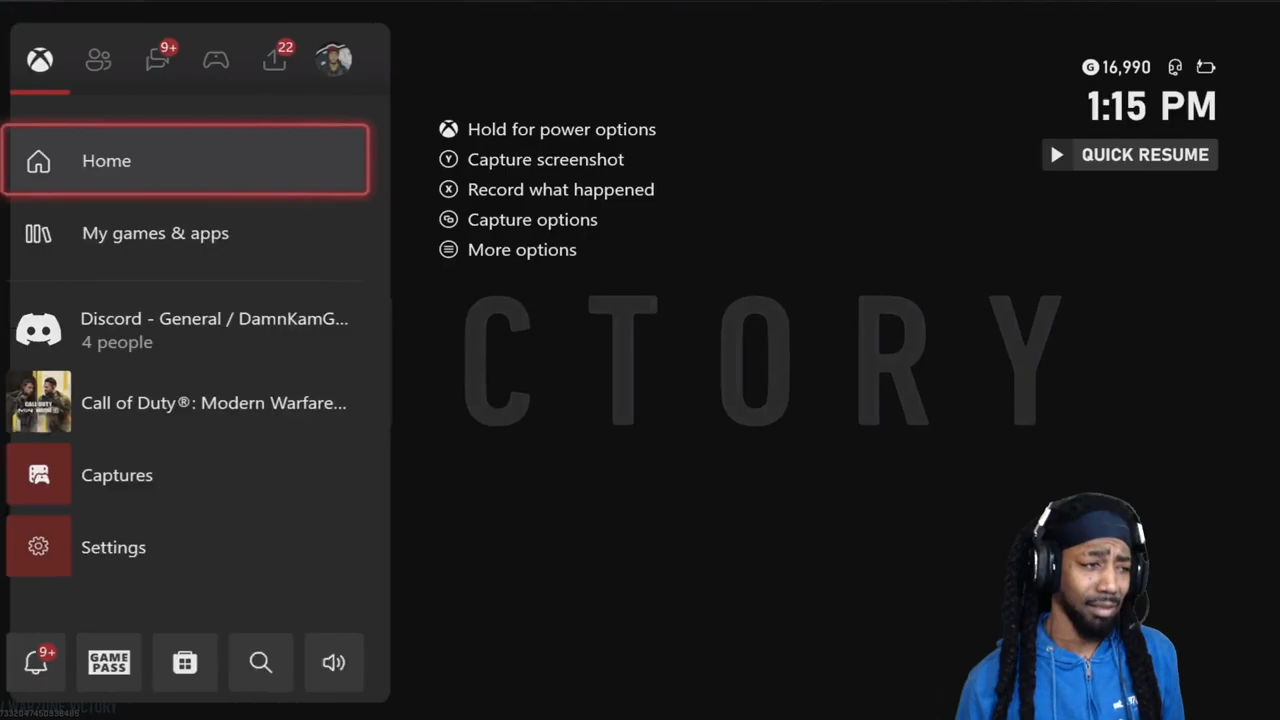 9+
22
Home
My games & apps
Discord - General / DamnKamG...
4 people
Call of Duty®: Modern Warfare...
Captures
Settings
9+
GAME
PASS
Hold for power options
Y Capture screenshot
X Record what happened
Capture options
More options
G 16,990
1:15 PM
QUICK RESUME
CTORY
WARZONE VICTORY